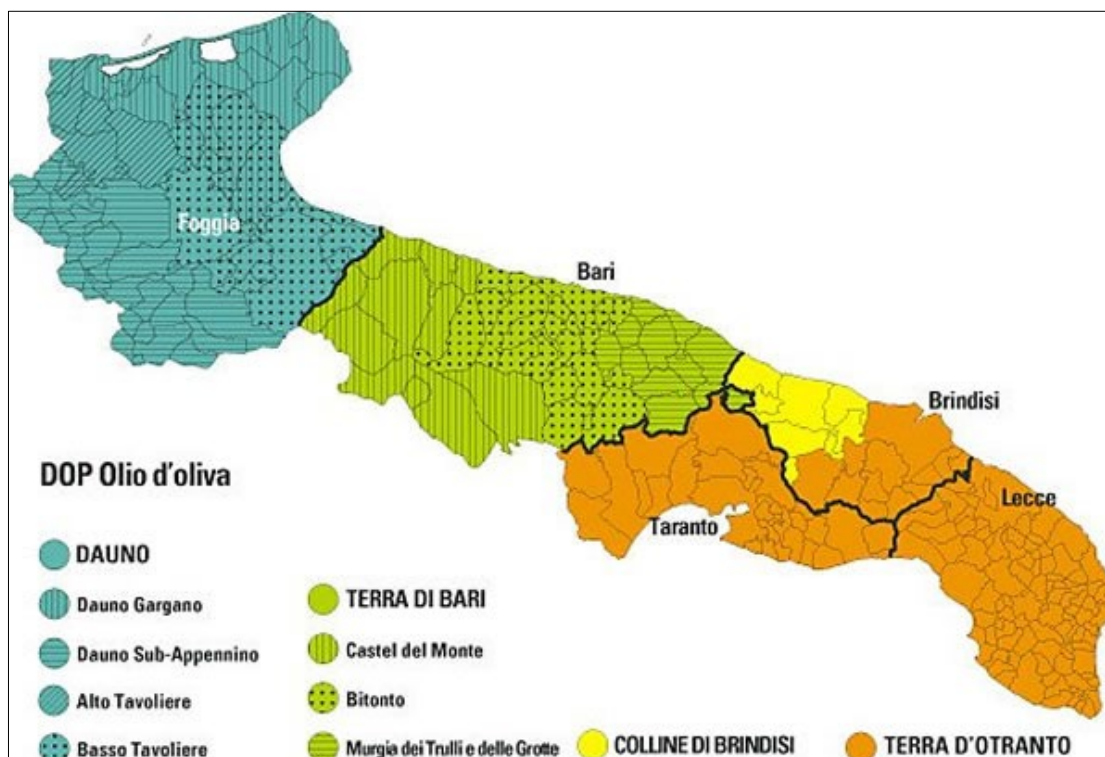 Foggia
Bari
Brindisi
Lecce
Taranto
DOP Olio d'oliva
DAUNO
Dauno Gargano
Dauno Sub-Appennino
Alto Tavoliere
Basso Tavoliere
TERRA DI BARI
Castel del Monte
Bitonto
Murgia dei Trulli e delle Grotte
COLLINE DI BRINDISI
TERRA D'OTRANTO